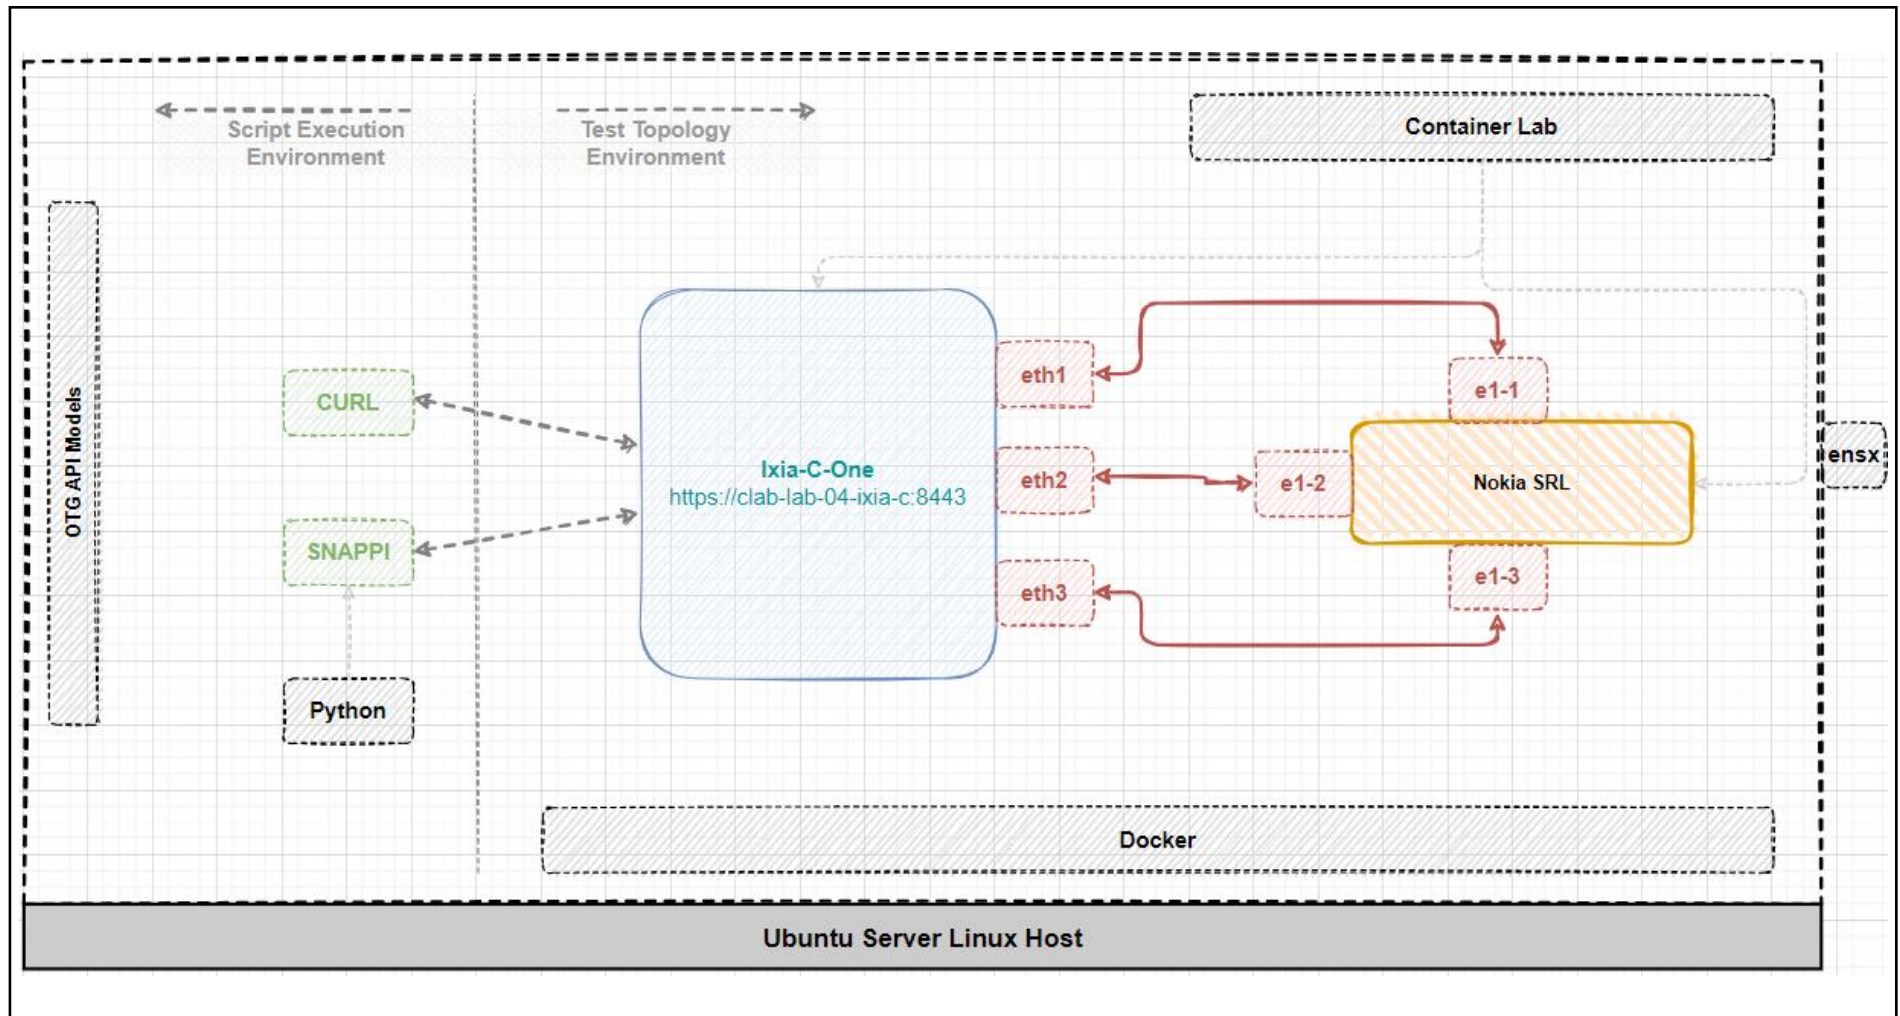 Script Execution
Environment
Test Topology
Environment
Container Lab
OTG API Models
CURL
SNAPPI
Python
Ixia-C-One
https://clab-lab-04-ixia-c:8443
eth1
eth2
eth3
e1-1
e1-2
Nokia SRL
e1-3
ensx
Docker
Ubuntu Server Linux Host